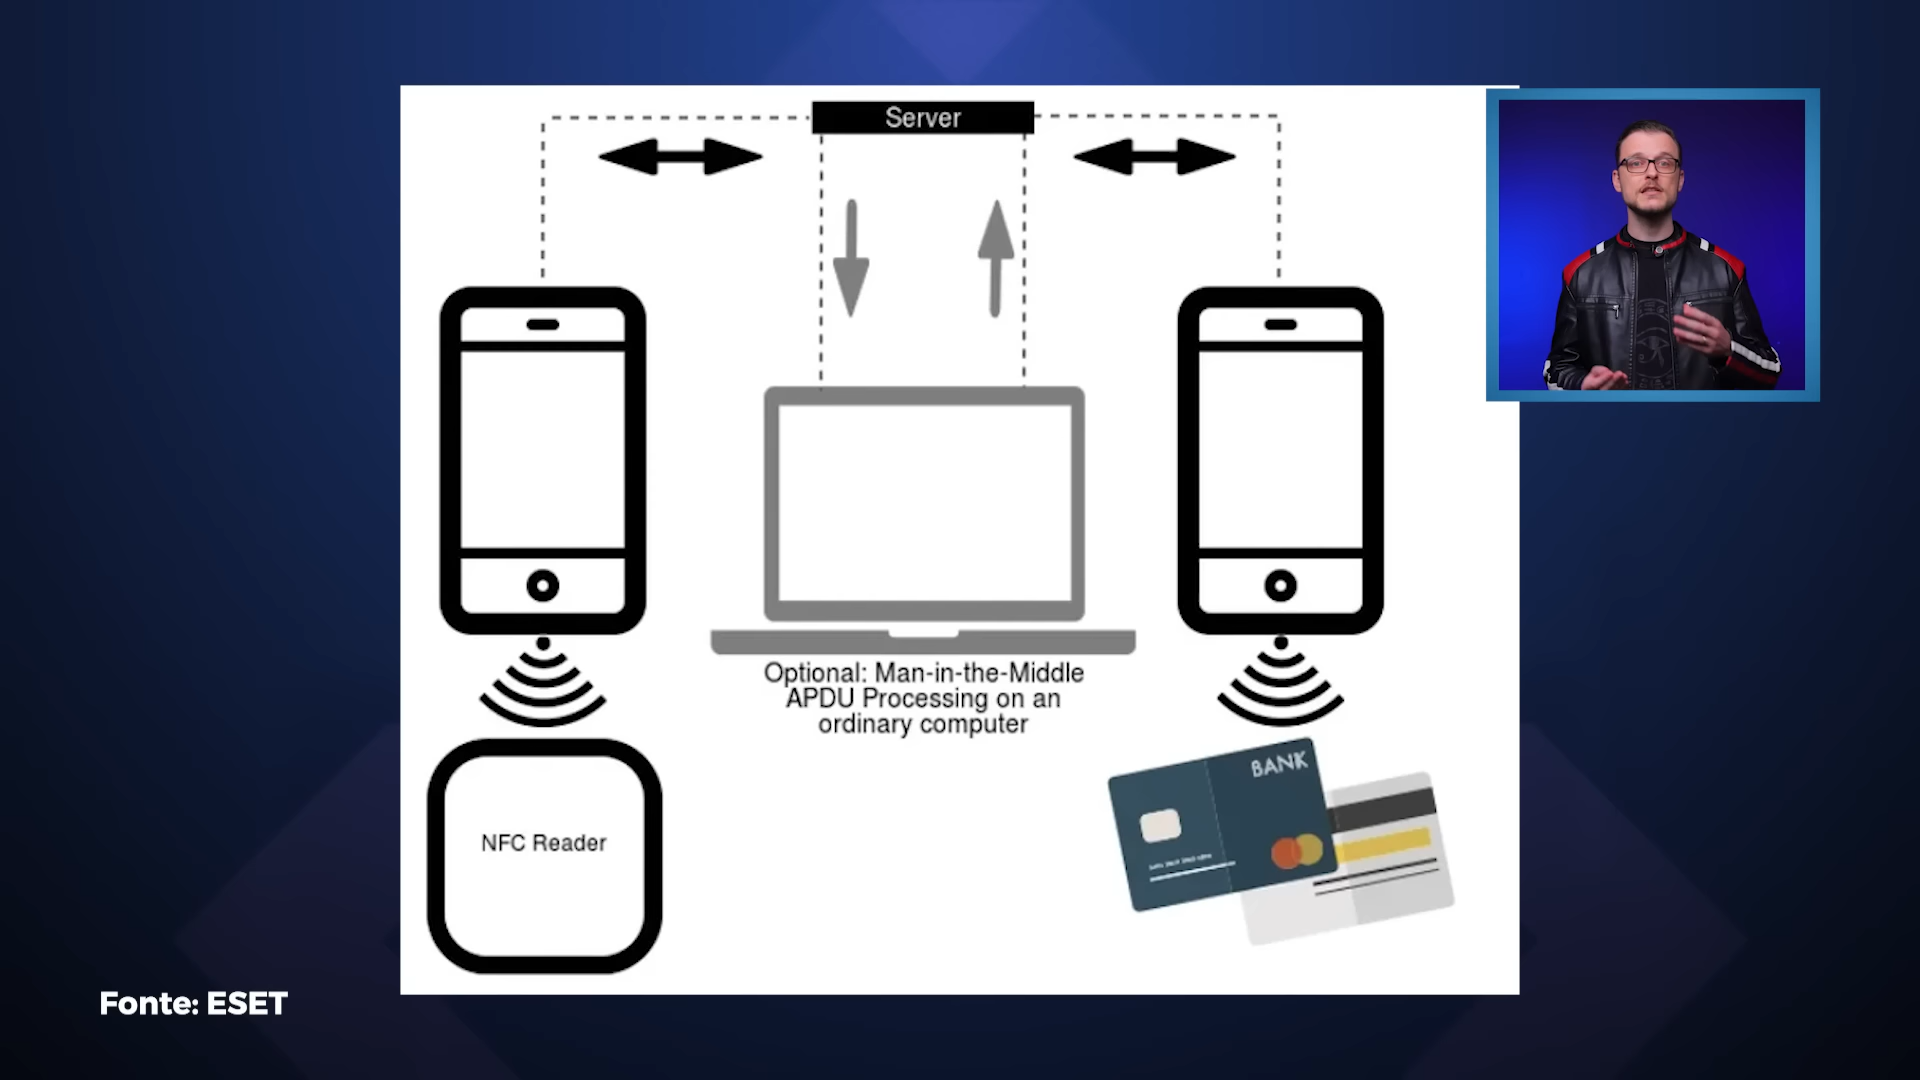 Server
Optional: Man-in-the-Middle
APDU Processing on an
ordinary computer
BANK
NFC Reader
Fonte: ESET